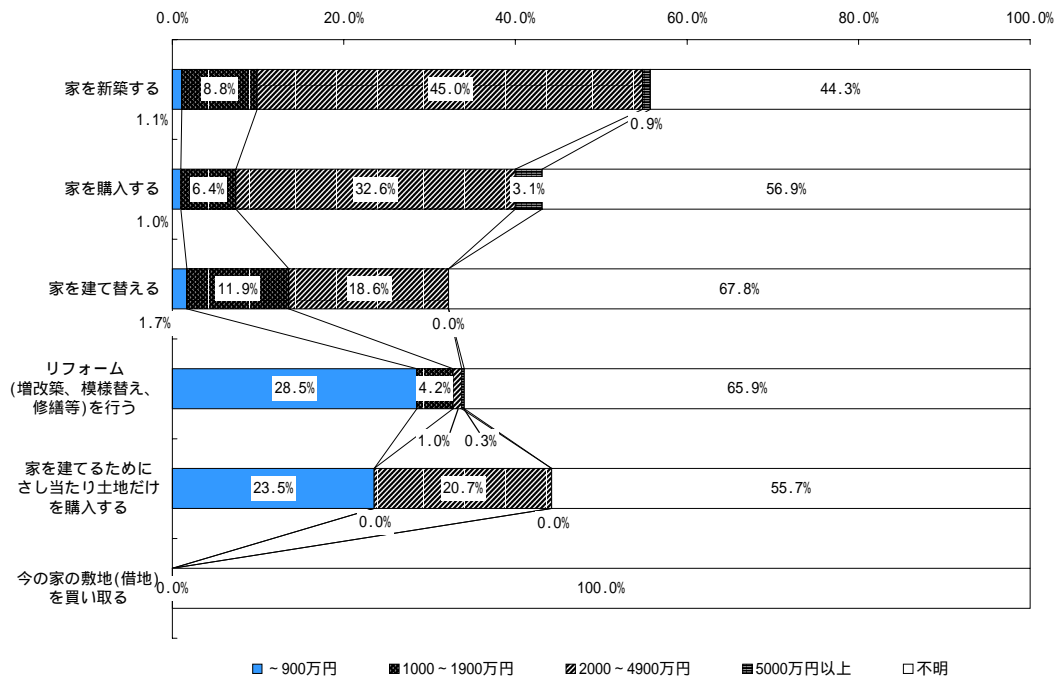 0.0% 20.0% 40.0% 60.0% 80.0% 100.0%
家を新築する
8.8% 45.0% 44.3%
1.1% 0.9%
家を購入する
6.4% 32.6% 3.1% 56.9%
1.0%
家を建て替える
11.9% 18.6% 67.8%
1.7% 0.0%
リフォーム
(増改築、模様替え、
修繕等)を行う
28.5% 4.2% 65.9%
1.0% 0.3%
家を建てるために
さし当たり土地だけ
を購入する
23.5% 20.7% 55.7%
0.0% 0.0%
今の家の敷地(借地)
を買い取る
0.0% 100.0%
~900万円 1000~1900万円 2000~4900万円 5000万円以上 不明